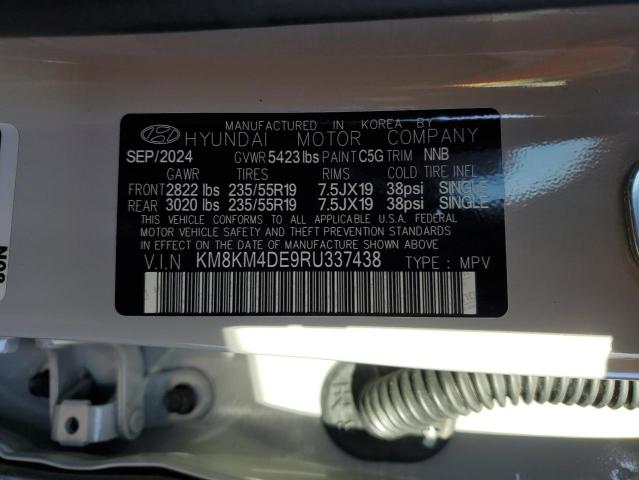 MANUFACTURED IN KOREA BY
HYUNDAI MOTOR COMPANY
SEP/2024 GVWR 5423 lbs PAINT C5G TRIM NNB
GAWR TIRES RIMS COLD TIRE INFL
FRONT 2822 lbs 235/55R19 7.5JX19 38psi SINGLE
REAR 3020 lbs 235/55R19 7.5JX19 38psi SINGLE
THIS VEHICLE CONFORMS TO ALL APPLICABLE U.S.A. FEDERAL
MOTOR VEHICLE SAFETY AND THEFT PREVENTION STANDARDS
IN EFFECT ON THE DATE OF MANUFACTURE SHOWN ABOVE.
V.I.N KM8KM4DE9RU337438 TYPE : MPV